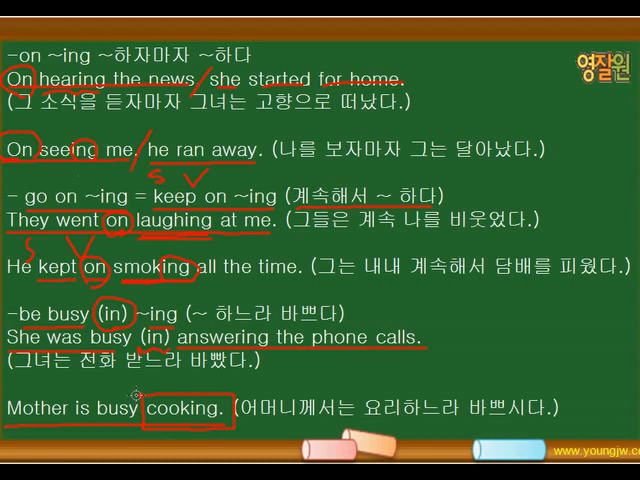 -on ~ing ~하자마자 ~하다
On hearing the news / she started for home.
(그 소식을 듣자마자 그녀는 고향으로 떠났다.)
On seeing me / he ran away. (나를 보자마자 그는 달아났다.)
S V
- go on ~ing = keep on ~ing (계속해서 ~ 하다)
They went on laughing at me. (그들은 계속 나를 비웃었다.)
S V
He kept on smoking all the time. (그는 내내 계속해서 담배를 피웠다.)
-be busy (in) ~ing (~ 하느라 바쁘다)
She was busy (in) answering the phone calls.
(그녀는 전화 받느라 바빴다.)
Mother is busy cooking. (어머니께서는 요리하느라 바쁘시다.)
영잘원
www.youngjw.co